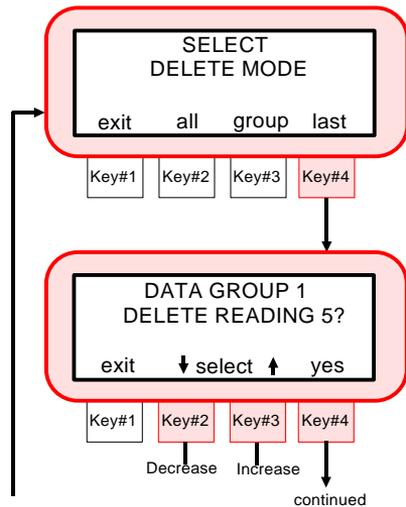 SELECT
DELETE MODE
exit all group last
Key#1 Key#2 Key#3 Key#4
DATA GROUP 1
DELETE READING 5?
exit select yes
Key#1 Key#2 Key#3 Key#4
Decrease Increase
continued